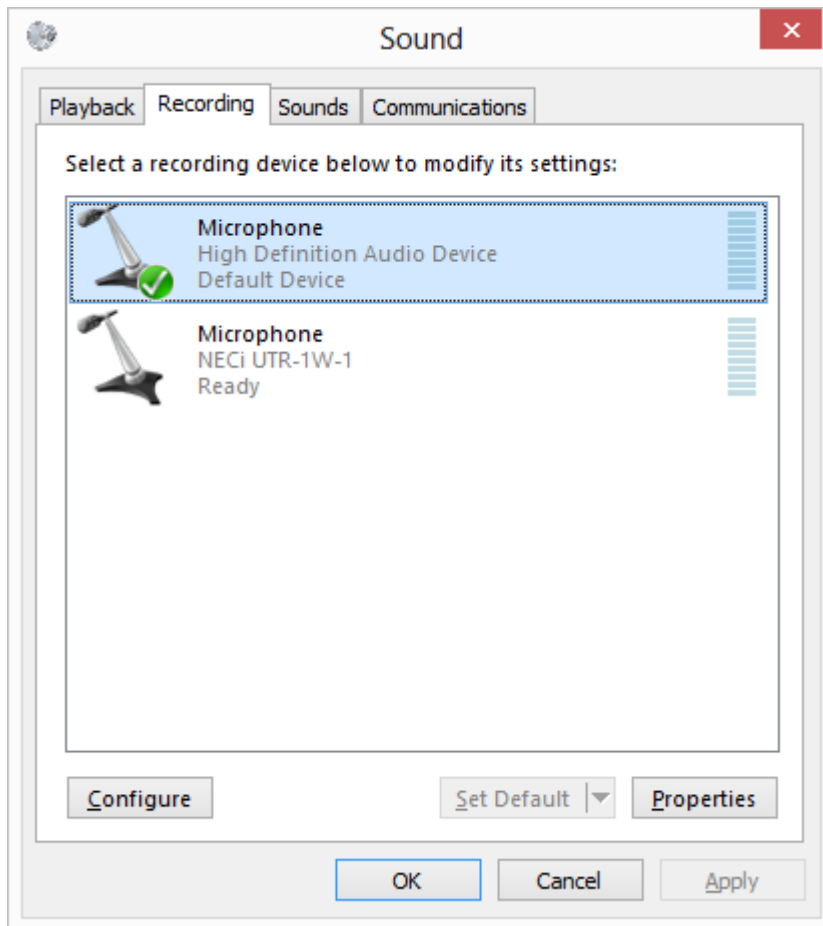 Sound
Playback Recording Sounds Communications
Select a recording device below to modify its settings:
Microphone
High Definition Audio Device
Default Device
Microphone
NECi UTR-1W-1
Ready
Configure Set Default Properties
OK Cancel Apply